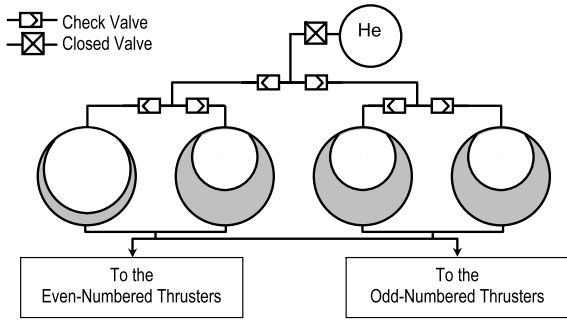 Check Valve
Closed Valve
He
To the
Even-Numbered Thrusters
To the
Odd-Numbered Thrusters